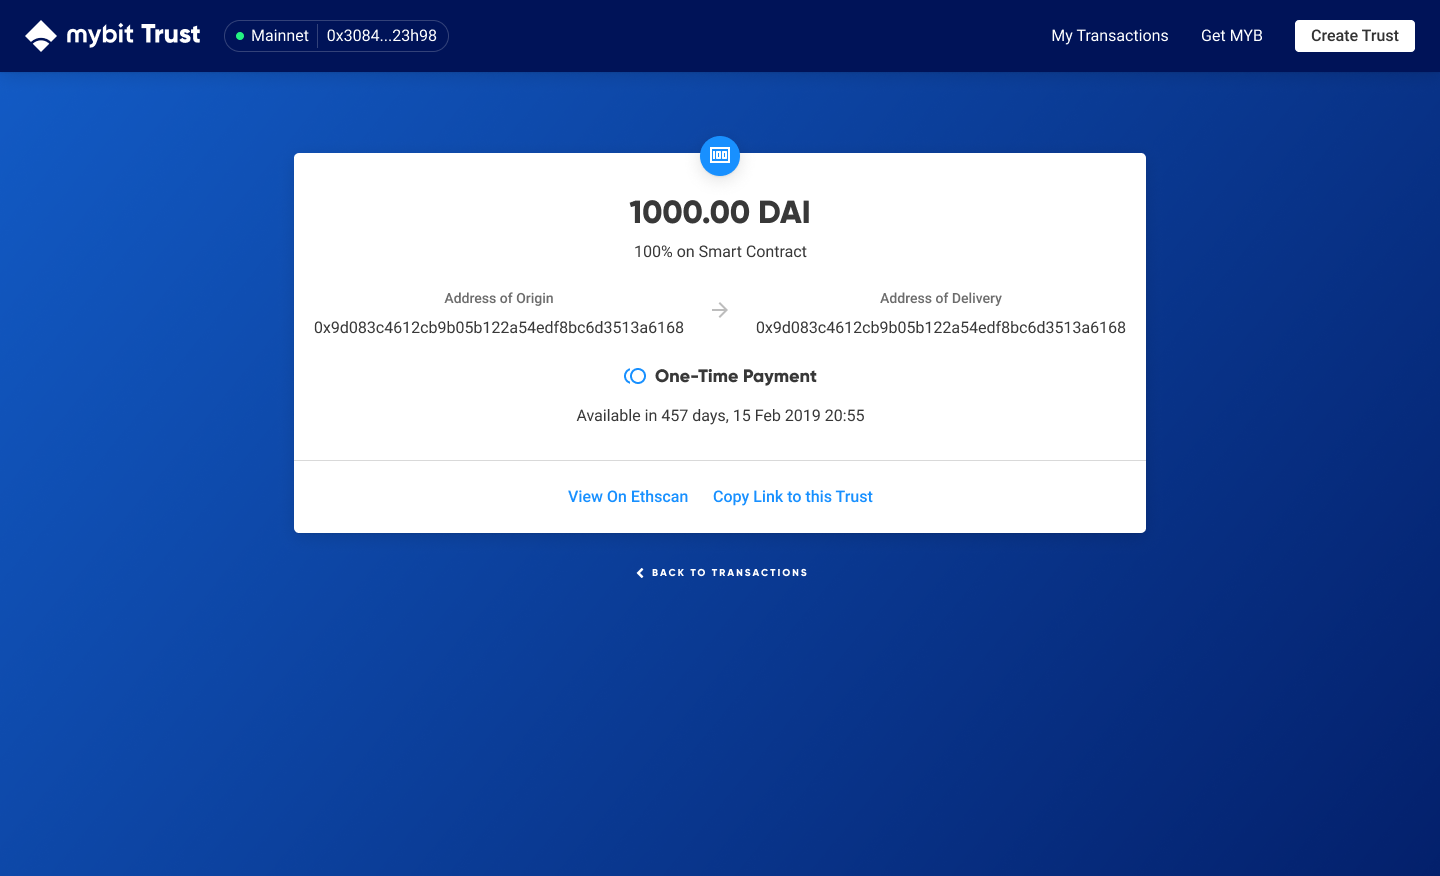 mybit Trust
Mainnet 0x3084...23h98
My Transactions Get MYB Create Trust
1000.00 DAI
100% on Smart Contract
Address of Origin Address of Delivery
0x9d083c4612cb9b05b122a54edf8bc6d3513a6168 0x9d083c4612cb9b05b122a54edf8bc6d3513a6168
One-Time Payment
Available in 457 days, 15 Feb 2019 20:55
View On Ethscan Copy Link to this Trust
BACK TO TRANSACTIONS